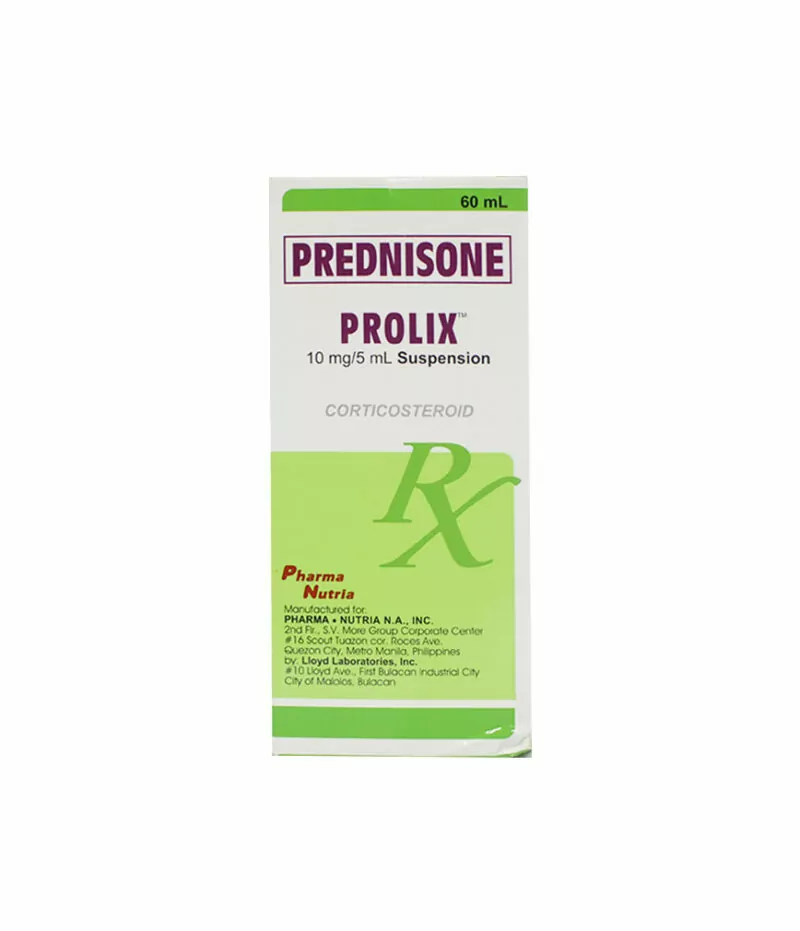 60 mL
PREDNISONE
PROLIX™
10 mg/5 mL Suspension
CORTICOSTEROID
Rx
Pharma
Nutria
Manufactured for:
PHARMA • NUTRIA N.A., INC.
2nd Flr., S.V. More Group Corporate Center
#16 Scout Tuazon cor. Roces Ave.
Quezon City, Metro Manila, Philippines
by: Lloyd Laboratories, Inc.
#10 Lloyd Ave., First Bulacan Industrial City
City of Malolos, Bulacan